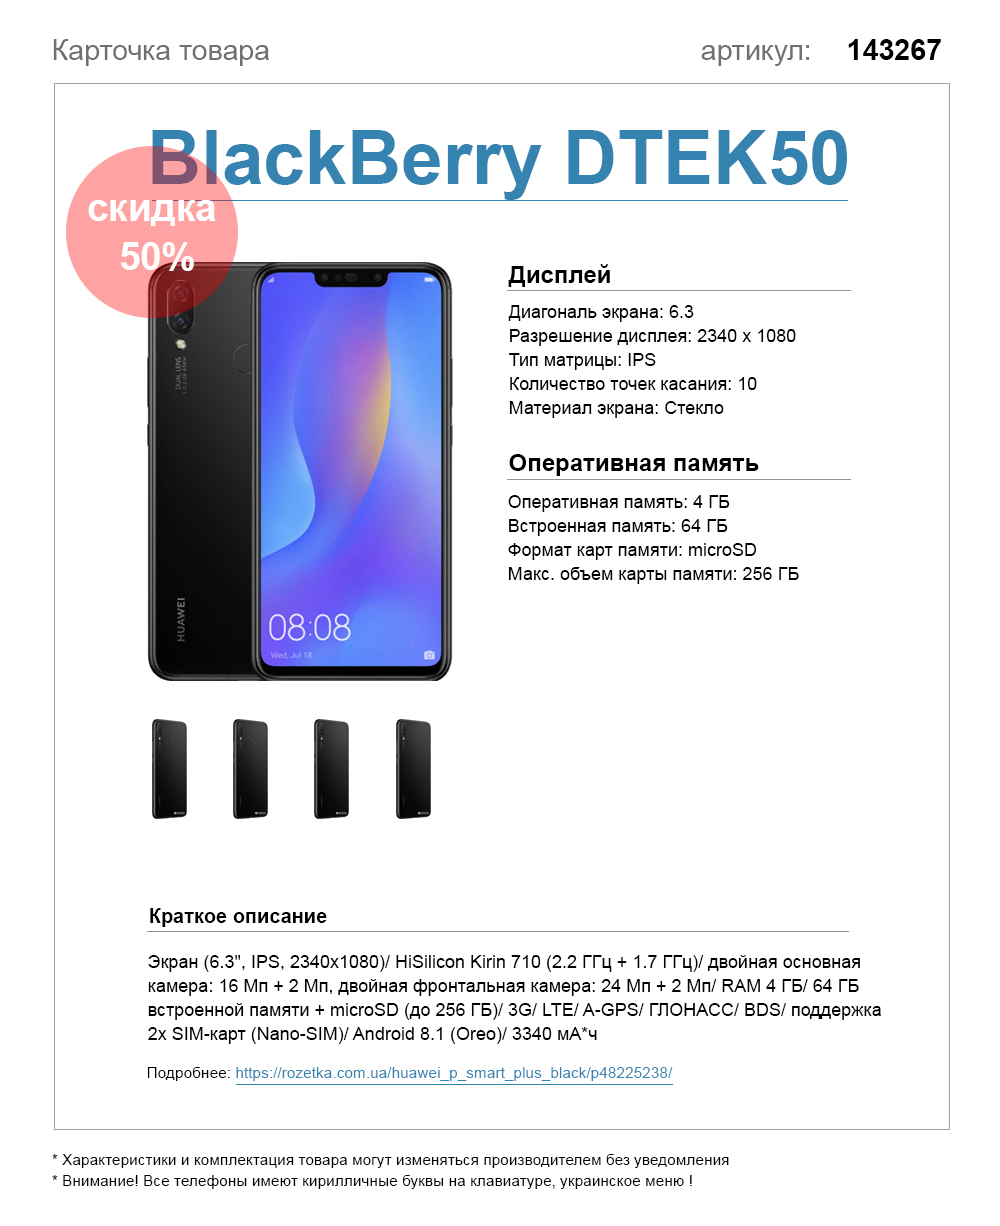 Карточка товара
артикул: 143267
BlackBerry DTEK50
скидка
50%
Дисплей
Диагональ экрана: 6.3
Разрешение дисплея: 2340 x 1080
Тип матрицы: IPS
Количество точек касания: 10
Материал экрана: Стекло
DUAL LENS
HUAWEI
08:08
Wed, Jul 18
Оперативная память
Оперативная память: 4 ГБ
Встроенная память: 64 ГБ
Формат карт памяти: microSD
Макс. объем карты памяти: 256 ГБ
Краткое описание
Экран (6.3", IPS, 2340x1080)/ HiSilicon Kirin 710 (2.2 ГГц + 1.7 ГГц)/ двойная основная
камера: 16 Мп + 2 Мп, двойная фронтальная камера: 24 Мп + 2 Мп/ RAM 4 ГБ/ 64 ГБ
встроенной памяти + microSD (до 256 ГБ)/ 3G/ LTE/ A-GPS/ ГЛОНАСС/ BDS/ поддержка
2х SIM-карт (Nano-SIM)/ Android 8.1 (Oreo)/ 3340 мА*ч
Подробнее: https://rozetka.com.ua/huawei_p_smart_plus_black/p48225238/
* Характеристики и комплектация товара могут изменяться производителем без уведомления
* Внимание! Все телефоны имеют кирилличные буквы на клавиатуре, украинское меню !